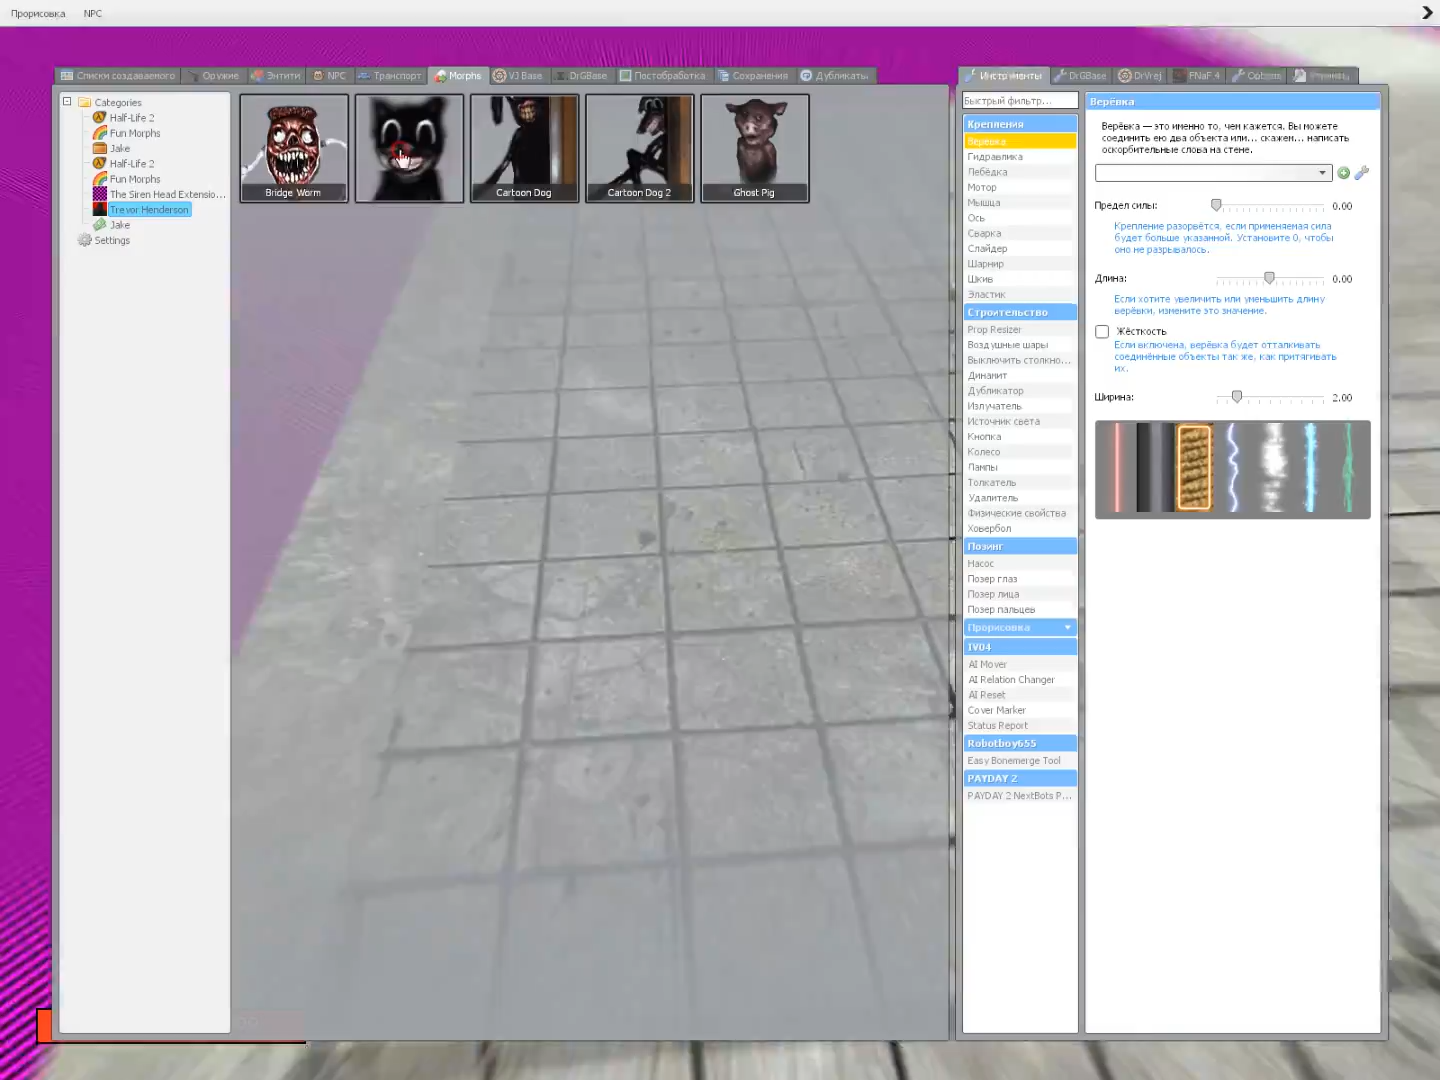 Прорисовка NPC
Списки создаваемого Оружие Энтити NPC Транспорт Morphs VJ Base DrGBase Постобработка Сохранения Дубликаты
Инструменты DrGBase DrVrej FNaF 4 Options
Categories
Half-Life 2
Fun Morphs
Jake
Half-Life 2
Fun Morphs
The Siren Head Extensio...
Trevor Henderson
Jake
Settings
Bridge Worm
Cartoon Dog
Cartoon Dog 2
Ghost Pig
Быстрый фильтр...
Крепления
Верёвка
Гидравлика
Лебёдка
Мотор
Мышца
Ось
Сварка
Слайдер
Шарнир
Шкив
Эластик
Строительство
Prop Resizer
Воздушные шары
Выключить столкно...
Динамит
Дубликатор
Излучатель
Источник света
Кнопка
Колесо
Лампы
Толкатель
Удалитель
Физические свойства
Ховербол
Позинг
Насос
Позер глаз
Позер лица
Позер пальцев
Прорисовка
IV04
AI Mover
AI Relation Changer
AI Reset
Cover Marker
Status Report
Robotboy655
Easy Bonemerge Tool
PAYDAY 2
PAYDAY 2 NextBots P...
Верёвка
Верёвка — это именно то, чем кажется. Вы можете
соединить ею два объекта или... скажем... написать
оскорбительные слова на стене.
Предел силы: 0.00
Крепление разорвётся, если применяемая сила
будет больше указанной. Установите 0, чтобы
оно не разрывалось.
Длина: 0.00
Если хотите увеличить или уменьшить длину
верёвки, измените это значение.
Жёсткость
Если включена, верёвка будет отталкивать
соединённые объекты так же, как притягивать
их.
Ширина: 2.00